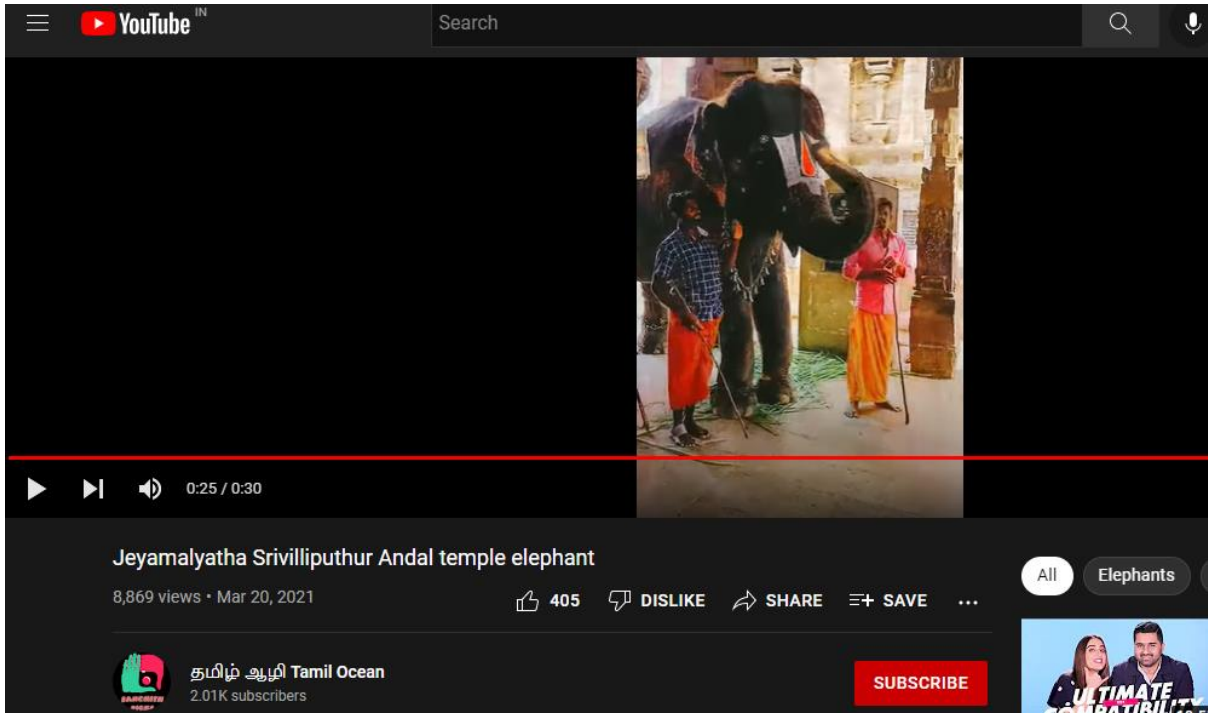 YouTube IN
Search
0:25 / 0:30
Jeyamalyatha Srivilliputhur Andal temple elephant
8,869 views • Mar 20, 2021
405 DISLIKE SHARE SAVE
All Elephants
தமிழ் ஆழி Tamil Ocean
2.01K subscribers
SUBSCRIBE
ULTIMATE